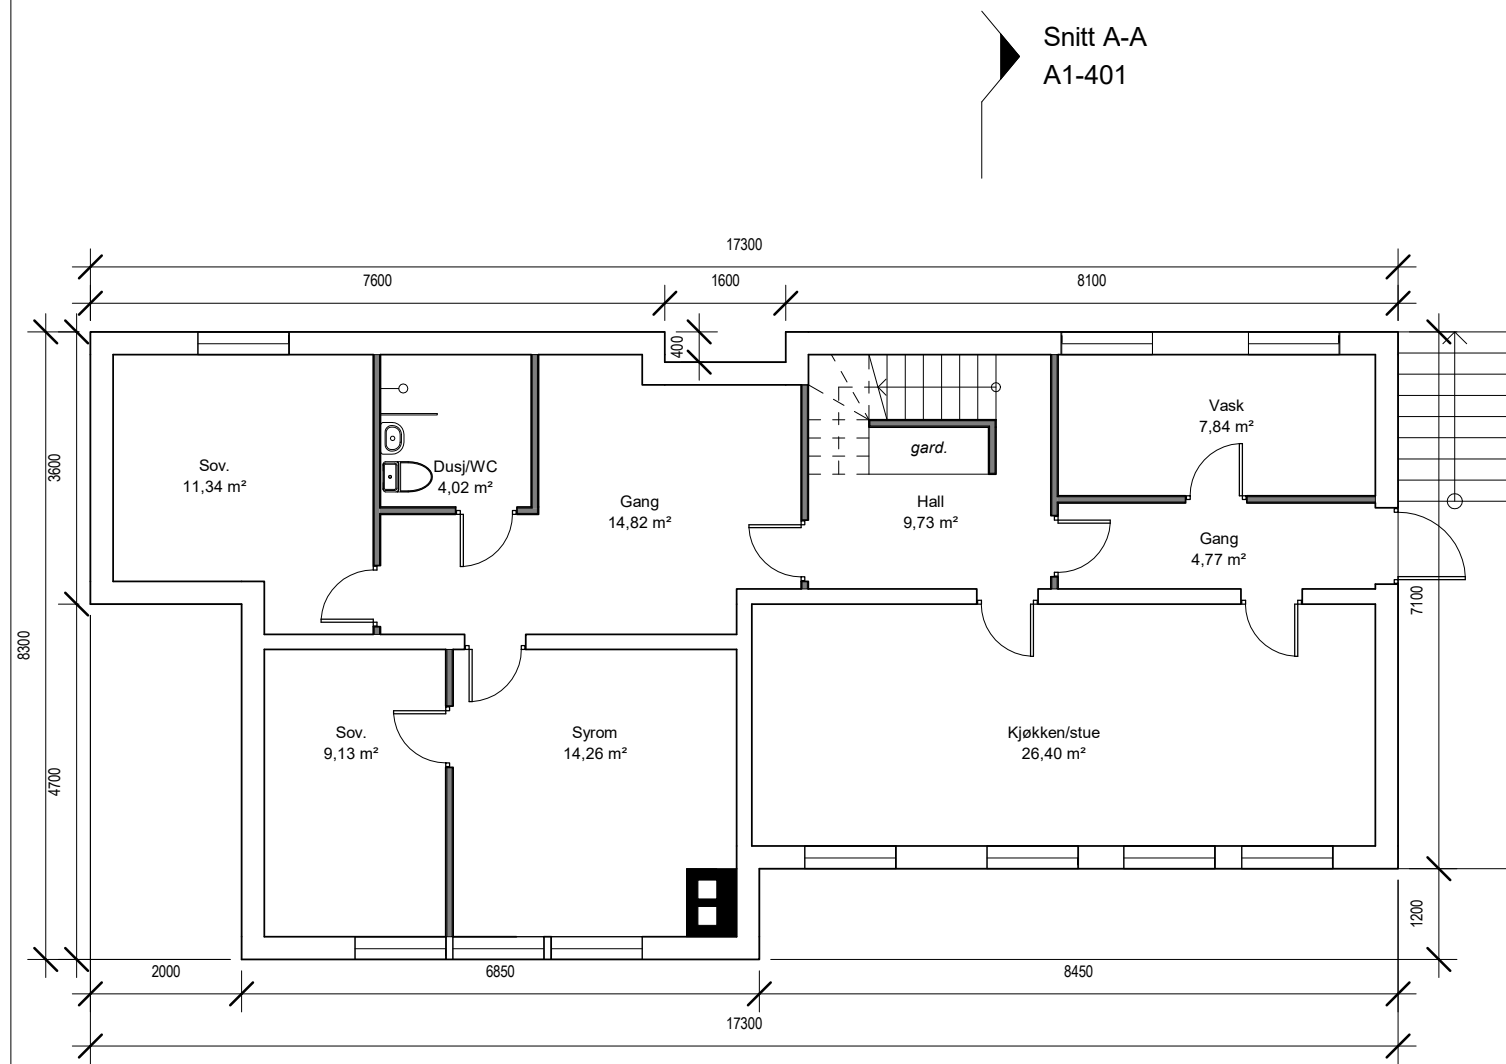 Snitt A-A
A1-401
17300
7600
1600
8100
400
3600
8300
4700
7100
1200
Sov.
11,34 m²
Dusj/WC
4,02 m²
Gang
14,82 m²
gard.
Hall
9,73 m²
Vask
7,84 m²
Gang
4,77 m²
Sov.
9,13 m²
Syrom
14,26 m²
Kjøkken/stue
26,40 m²
2000
6850
8450
17300